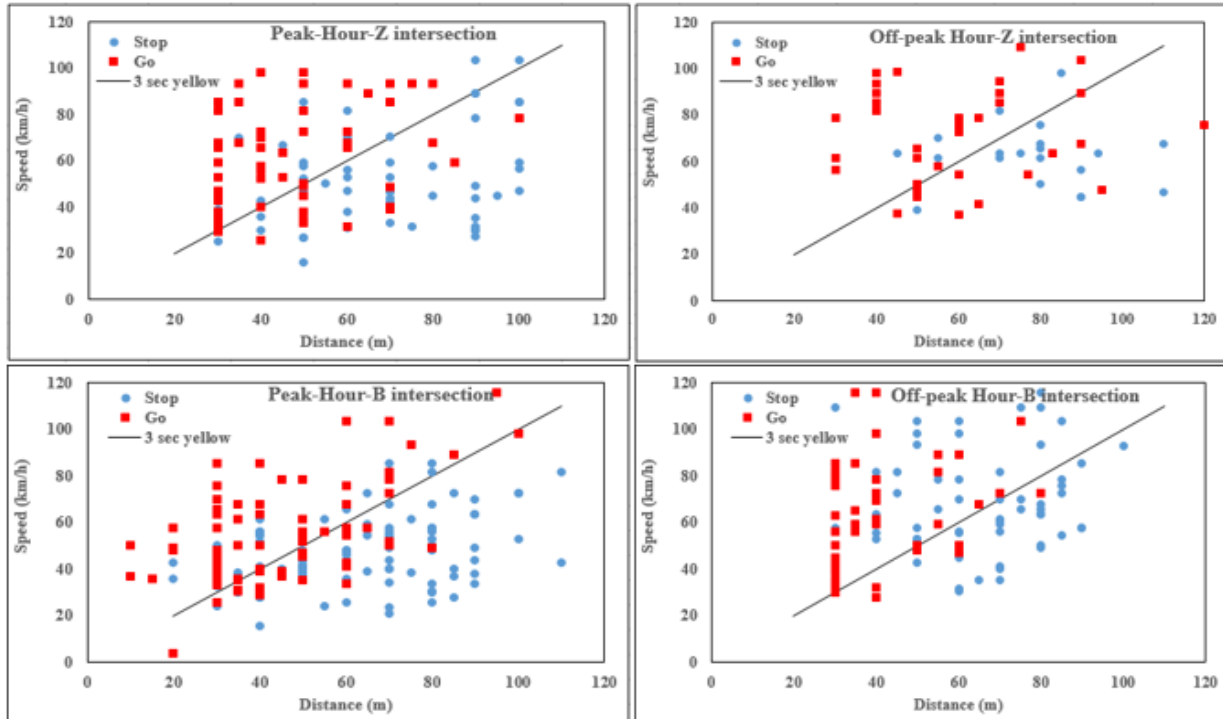 Peak-Hour-Z intersection
Stop
Go
3 sec yellow
Speed (km/h)
120
100
80
60
40
20
0
0 20 40 60 80 100 120
Distance (m)
Off-peak Hour-Z intersection
Stop
Go
3 sec yellow
Speed (km/h)
120
100
80
60
40
20
0
0 20 40 60 80 100 120
Distance (m)
Peak-Hour-B intersection
Stop
Go
3 sec yellow
Speed (km/h)
120
100
80
60
40
20
0
0 20 40 60 80 100 120
Distance (m)
Off-peak Hour-B intersection
Stop
Go
3 sec yellow
Speed (km/h)
120
100
80
60
40
20
0
0 20 40 60 80 100 120
Distance (m)